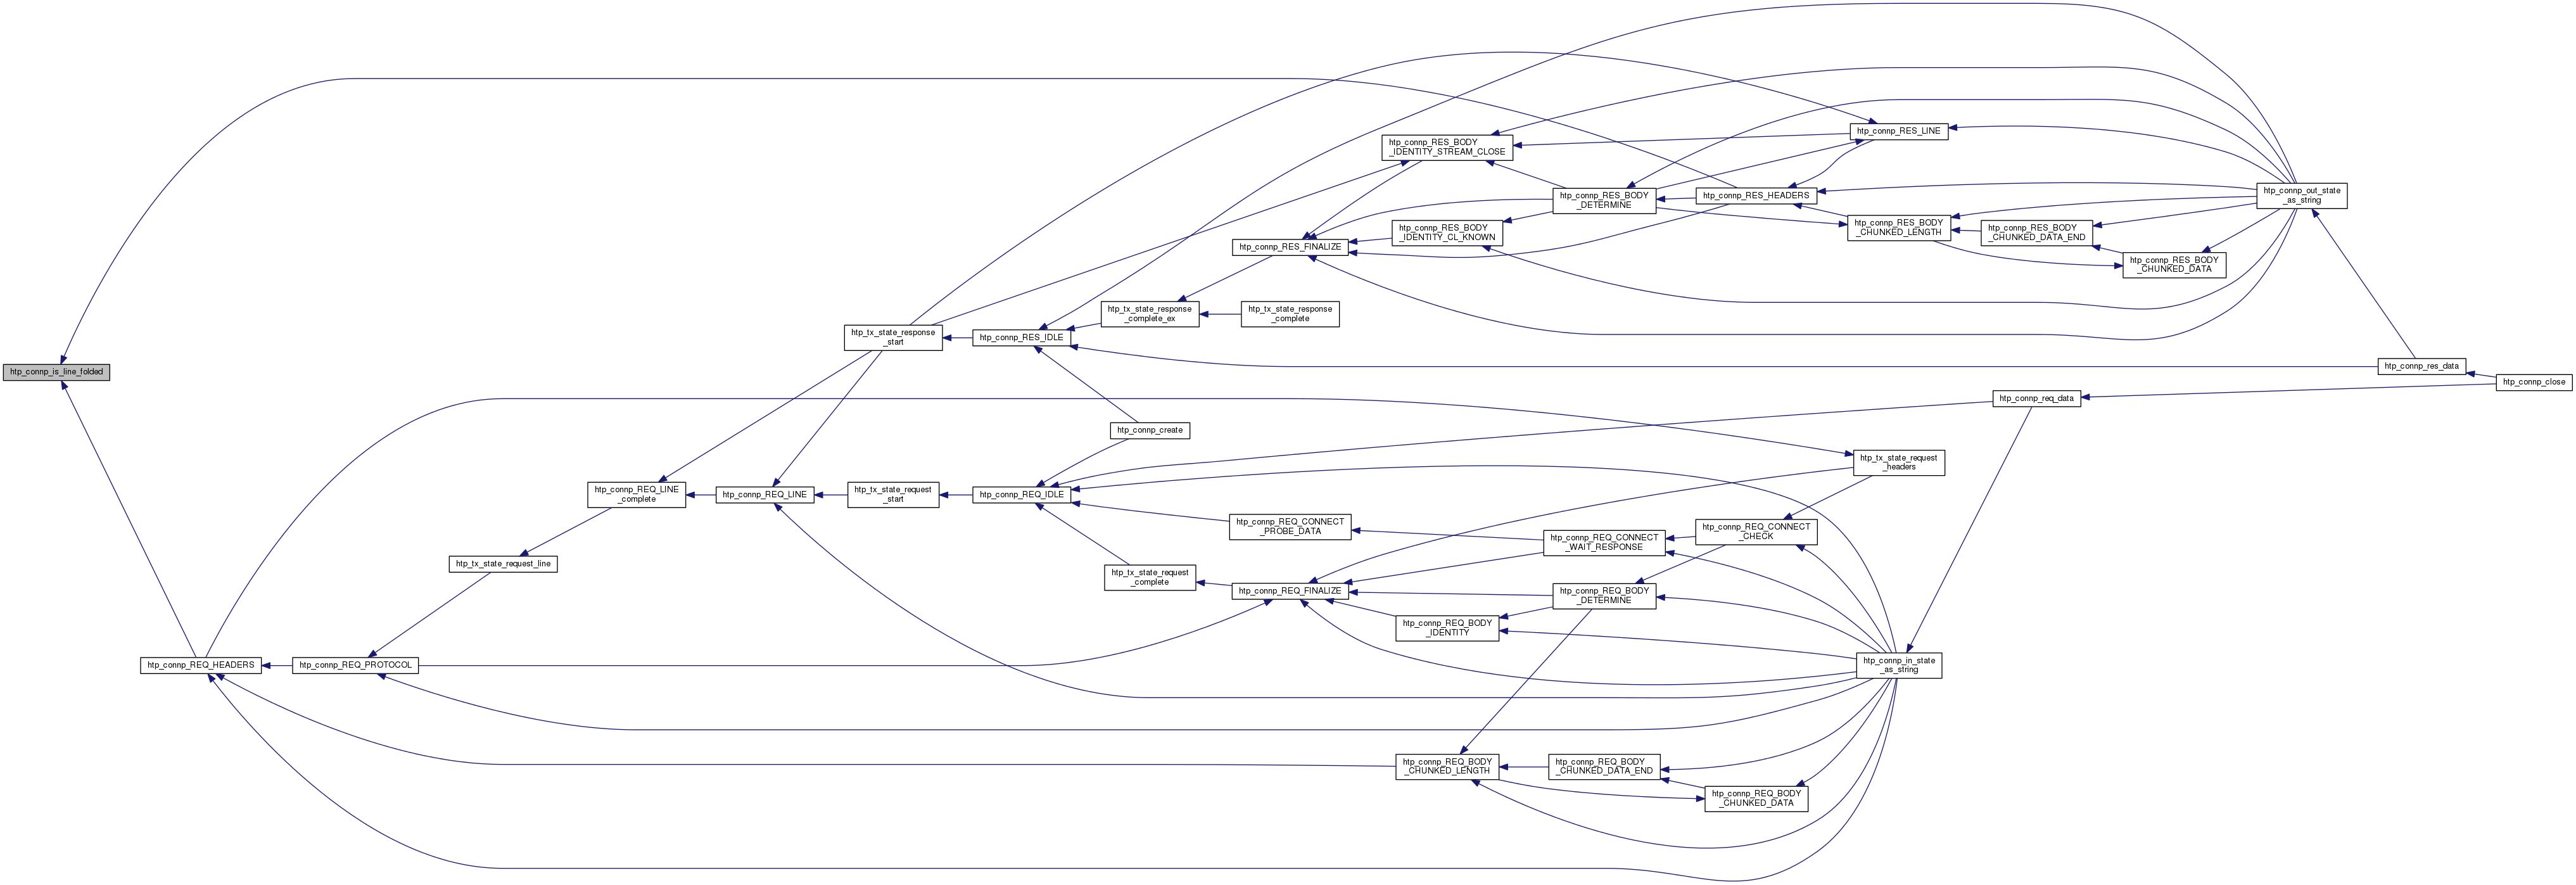 htp_connp_is_line_folded
htp_connp_REQ_HEADERS
htp_connp_REQ_PROTOCOL
htp_tx_state_request_line
htp_connp_REQ_LINE
_complete
htp_connp_REQ_LINE
htp_tx_state_response
_start
htp_tx_state_request
_start
htp_connp_RES_IDLE
htp_connp_REQ_IDLE
htp_tx_state_response
_complete_ex
htp_connp_create
htp_tx_state_request
_complete
htp_connp_RES_FINALIZE
htp_tx_state_response
_complete
htp_connp_REQ_CONNECT
_PROBE_DATA
htp_connp_REQ_FINALIZE
htp_connp_RES_BODY
_IDENTITY_STREAM_CLOSE
htp_connp_RES_BODY
_IDENTITY_CL_KNOWN
htp_connp_REQ_BODY
_IDENTITY
htp_connp_REQ_BODY
_CHUNKED_LENGTH
htp_connp_RES_BODY
_DETERMINE
htp_connp_REQ_CONNECT
_WAIT_RESPONSE
htp_connp_REQ_BODY
_DETERMINE
htp_connp_REQ_BODY
_CHUNKED_DATA_END
htp_connp_RES_HEADERS
htp_connp_REQ_CONNECT
_CHECK
htp_connp_REQ_BODY
_CHUNKED_DATA
htp_connp_RES_LINE
htp_connp_RES_BODY
_CHUNKED_LENGTH
htp_tx_state_request
_headers
htp_connp_in_state
_as_string
htp_connp_RES_BODY
_CHUNKED_DATA_END
htp_connp_req_data
htp_connp_RES_BODY
_CHUNKED_DATA
htp_connp_out_state
_as_string
htp_connp_res_data
htp_connp_close